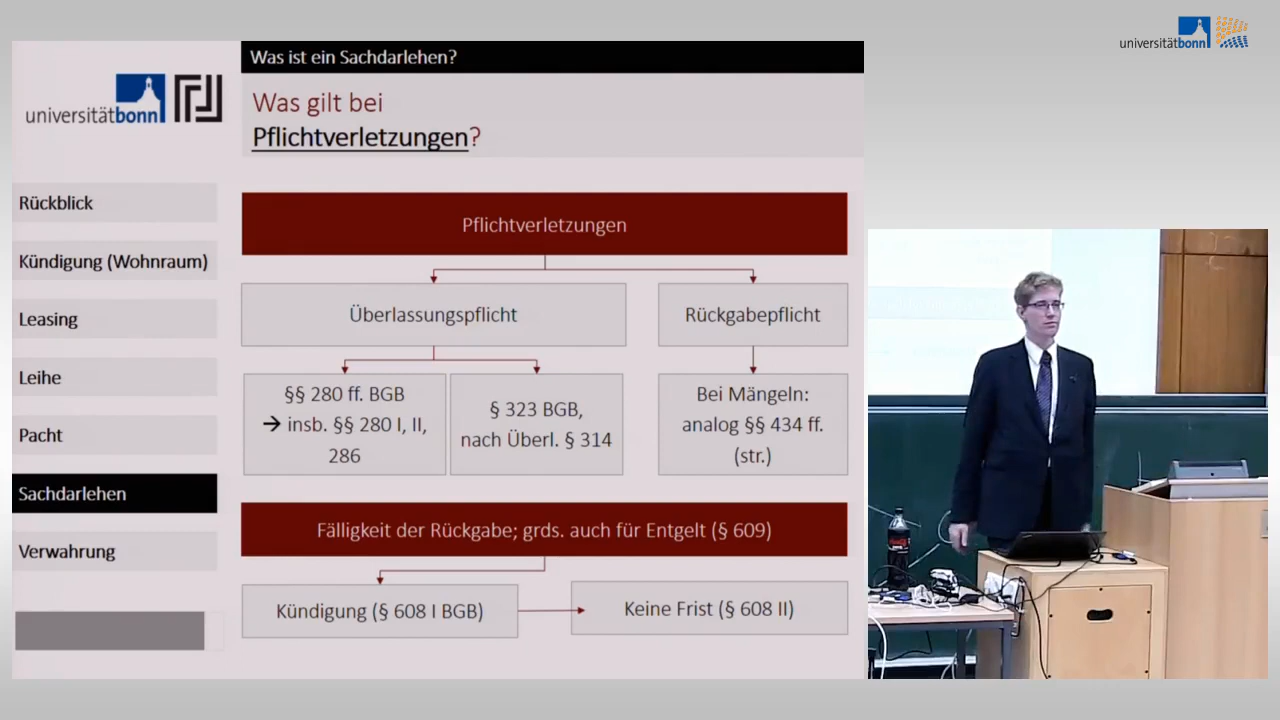 universitätbonn
Was ist ein Sachdarlehen?
universitätbonn
Was gilt bei
Pflichtverletzungen?
Rückblick
Kündigung (Wohnraum)
Leasing
Leihe
Pacht
Sachdarlehen
Verwahrung
Pflichtverletzungen
Überlassungspflicht
Rückgabepflicht
§§ 280 ff. BGB
→ insb. §§ 280 I, II,
286
§ 323 BGB,
nach Überl. § 314
Bei Mängeln:
analog §§ 434 ff.
(str.)
Fälligkeit der Rückgabe; grds. auch für Entgelt (§ 609)
Kündigung (§ 608 I BGB)
Keine Frist (§ 608 II)